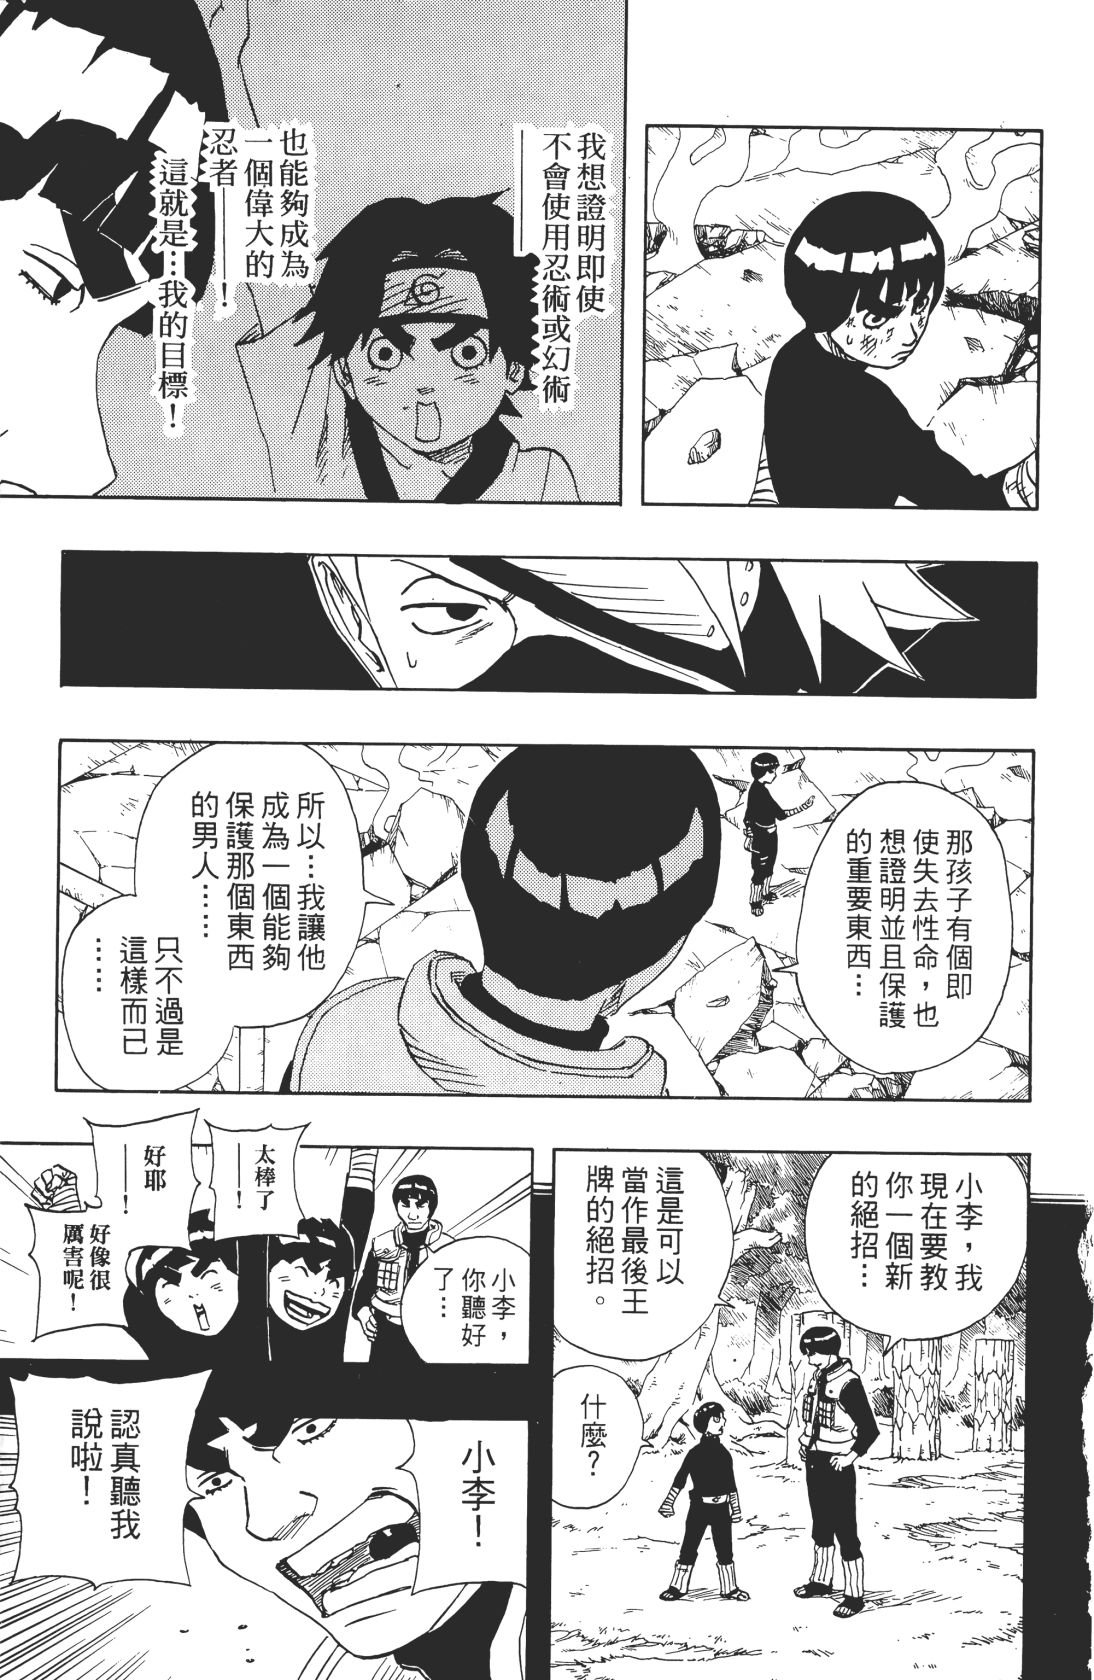 我想證明即使
不會使用忍術或幻術
——
也能夠成為
一個偉大的
忍者——！
這就是…我的目標！
那孩子有個即
使失去性命，也
想證明並且保護
的重要東西…
所以…我讓他
成為一個能夠
保護那個東西
的男人……
只不過是
這樣而已
……
小李，我
現在要教
你一個新
的絕招…
這是可以
當作最後王
牌的絕招。
什麼？
小李，
你聽好
了…
太棒了
——！
好耶
——！
好像很
厲害呢！
小李！
認真聽我
說啦！